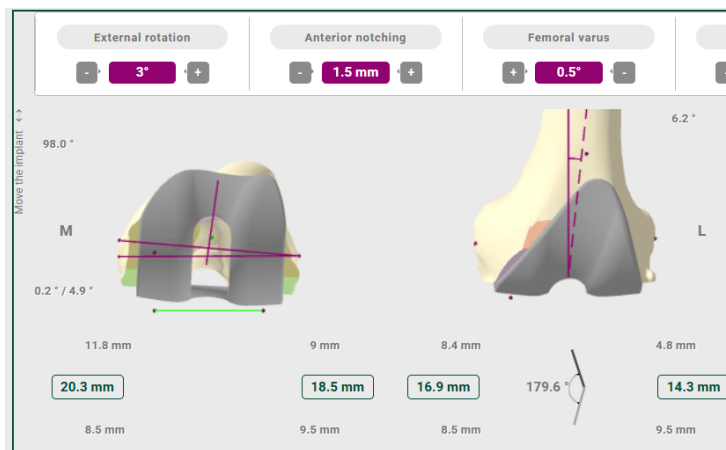 External rotation
Anterior notching
Femoral varus
- 3° +
- 1.5 mm +
+ 0.5° -
Move the implant
6.2 °
98.0 °
M
L
0.2 ° / 4.9 °
11.8 mm
9 mm
8.4 mm
4.8 mm
20.3 mm
18.5 mm
16.9 mm
179.6 °
14.3 mm
8.5 mm
9.5 mm
8.5 mm
9.5 mm